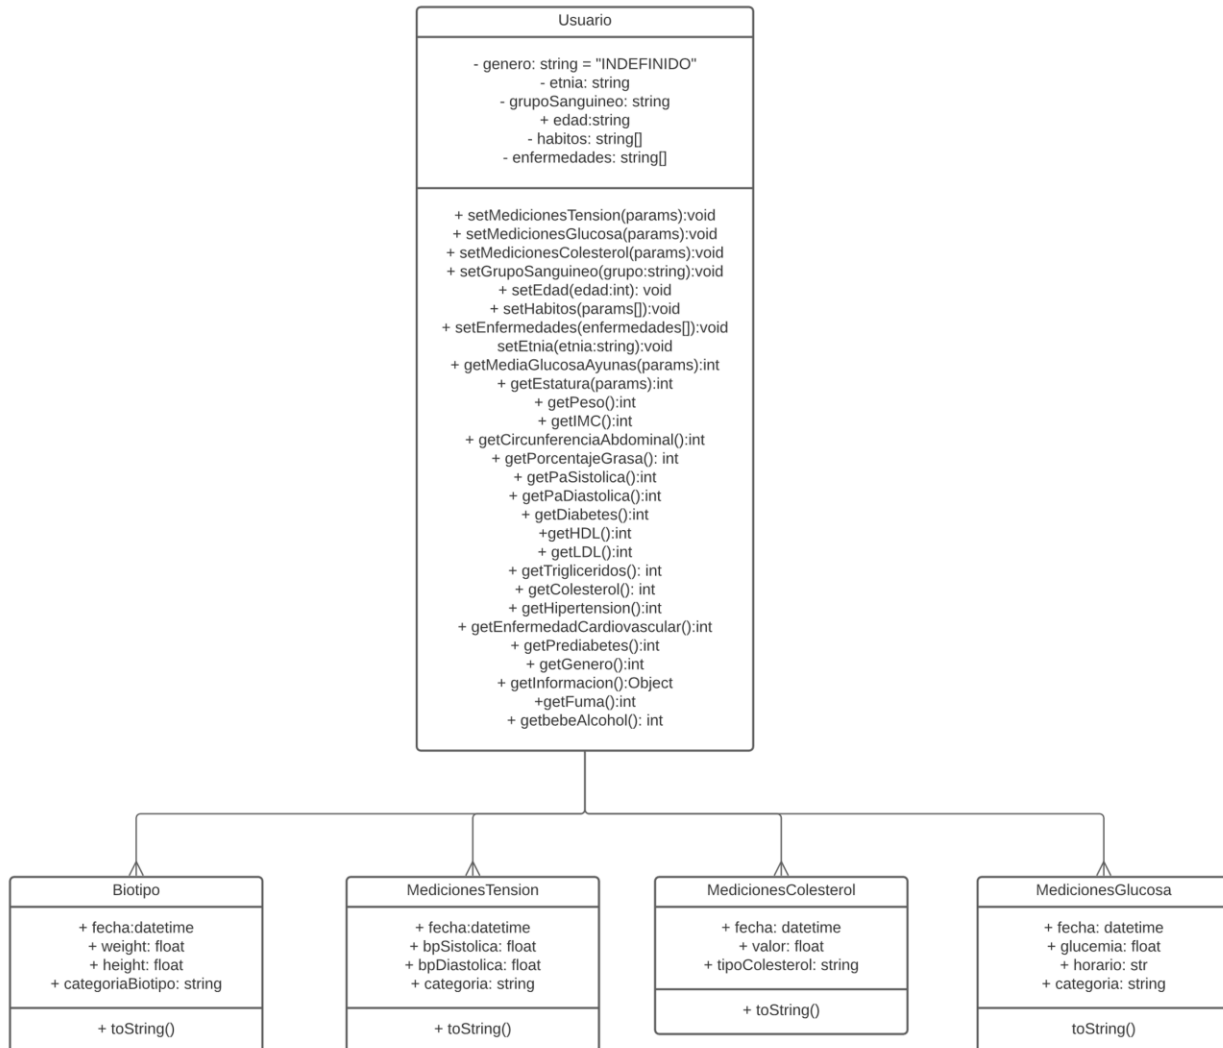 Usuario
- genero: string = "INDEFINIDO"
- etnia: string
- grupoSanguineo: string
+ edad:string
- habitos: string[]
- enfermedades: string[]
+ setMedicionesTension(params):void
+ setMedicionesGlucosa(params):void
+ setMedicionesColesterol(params):void
+ setGrupoSanguineo(grupo:string):void
+ setEdad(edad:int): void
+ setHabitos(params[]):void
+ setEnfermedades(enfermedades[]):void
setEtnia(etnia:string):void
+ getMediaGlucosaAyunas(params):int
+ getEstatura(params):int
+ getPeso():int
+ getIMC():int
+ getCircunferenciaAbdominal():int
+ getPorcentajeGrasa(): int
+ getPaSistolica():int
+ getPaDiastolica():int
+ getDiabetes():int
+getHDL():int
+ getLDL():int
+ getTrigliceridos(): int
+ getColesterol(): int
+ getHipertension():int
+ getEnfermedadCardiovascular():int
+ getPrediabetes():int
+ getGenero():int
+ getInformacion():Object
+getFuma():int
+ getbebeAlcohol(): int
Biotipo
+ fecha:datetime
+ weight: float
+ height: float
+ categoriaBiotipo: string
+ toString()
MedicionesTension
+ fecha:datetime
+ bpSistolica: float
+ bpDiastolica: float
+ categoria: string
+ toString()
MedicionesColesterol
+ fecha: datetime
+ valor: float
+ tipoColesterol: string
+ toString()
MedicionesGlucosa
+ fecha: datetime
+ glucemia: float
+ horario: str
+ categoria: string
toString()